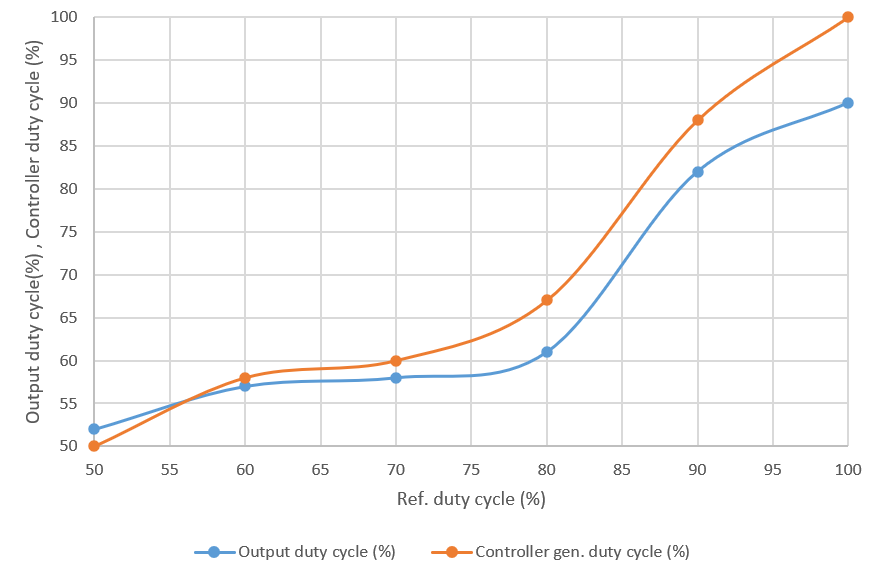 100
95
90
85
80
75
70
65
60
55
50
Output duty cycle(%) , Controller duty cycle (%)
50 55 60 65 70 75 80 85 90 95 100
Ref. duty cycle (%)
Output duty cycle (%) Controller gen. duty cycle (%)